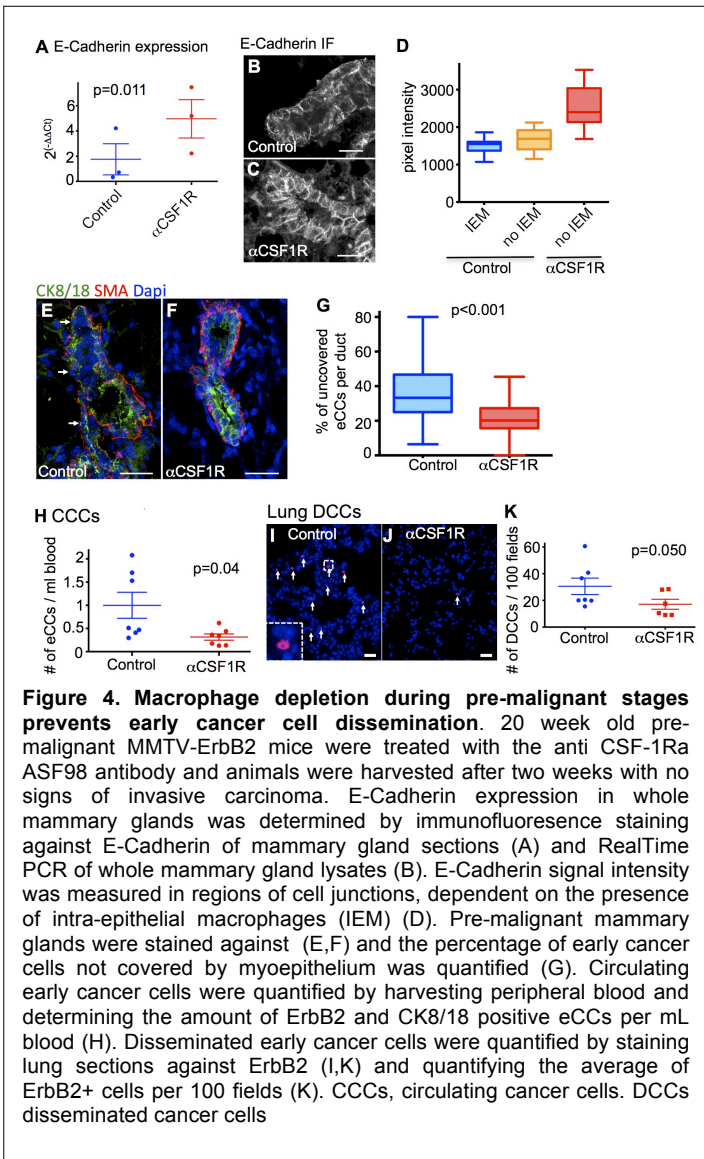 A E-Cadherin expression
p=0.011
2(-ΔΔCt)
6
4
2
0
Control
αCSF1R
E-Cadherin IF
B
Control
C
αCSF1R
D
pixel intensity
3000
2000
1000
0
IEM
no IEM
no IEM
Control
αCSF1R
CK8/18 SMA Dapi
E
Control
F
αCSF1R
G
p<0.001
% of uncovered
eCCs per duct
80
60
40
20
0
Control
αCSF1R
H CCCs
# of eCCs / ml blood
2
1.5
1
0.5
0
p=0.04
Control
αCSF1R
Lung DCCs
I Control
J αCSF1R
K
# of DCCs / 100 fields
60
40
20
0
p=0.050
Control
αCSF1R
Figure 4. Macrophage depletion during pre-malignant stages
prevents early cancer cell dissemination. 20 week old pre-
malignant MMTV-ErbB2 mice were treated with the anti CSF-1Ra
ASF98 antibody and animals were harvested after two weeks with no
signs of invasive carcinoma. E-Cadherin expression in whole
mammary glands was determined by immunofluoresence staining
against E-Cadherin of mammary gland sections (A) and RealTime
PCR of whole mammary gland lysates (B). E-Cadherin signal intensity
was measured in regions of cell junctions, dependent on the presence
of intra-epithelial macrophages (IEM) (D). Pre-malignant mammary
glands were stained against (E,F) and the percentage of early cancer
cells not covered by myoepithelium was quantified (G). Circulating
early cancer cells were quantified by harvesting peripheral blood and
determining the amount of ErbB2 and CK8/18 positive eCCs per mL
blood (H). Disseminated early cancer cells were quantified by staining
lung sections against ErbB2 (I,K) and quantifying the average of
ErbB2+ cells per 100 fields (K). CCCs, circulating cancer cells. DCCs
disseminated cancer cells